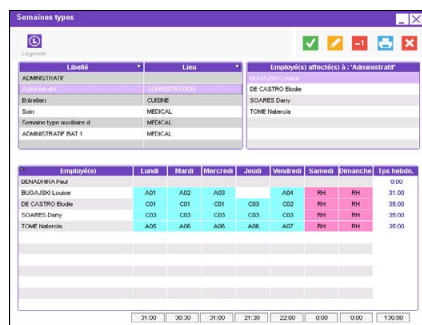 Semaines types
Légende
-1
Libellé Lieu
ADMINISTRATIF
Administratif ADMINISTRATION
Entretien CUISINE
Soin MEDICAL
Semaine type auxiliaire d MEDICAL
ADMINISTRATIF BAT 1 MEDICAL
Employé(s) affecté(s) à : "Administratif"
BUGAJSKI Louise
DE CASTRO Elodie
SOARES Dany
TOME Natercia
Employé(e) Lundi Mardi Mercredi Jeudi Vendredi Samedi Dimanche Tps hebdo.
BENADHIRA Paul 0:00
BUGAJSKI Louise A01 A02 A03 A04 RH RH 31:00
DE CASTRO Elodie C01 C01 C01 C03 C02 RH RH 35:00
SOARES Dany C03 C03 C03 C03 C03 RH RH 35:00
TOME Natercia A05 A06 A06 A06 A07 RH RH 35:00
31:00 30:30 31:00 21:30 22:00 0:00 0:00 136:00